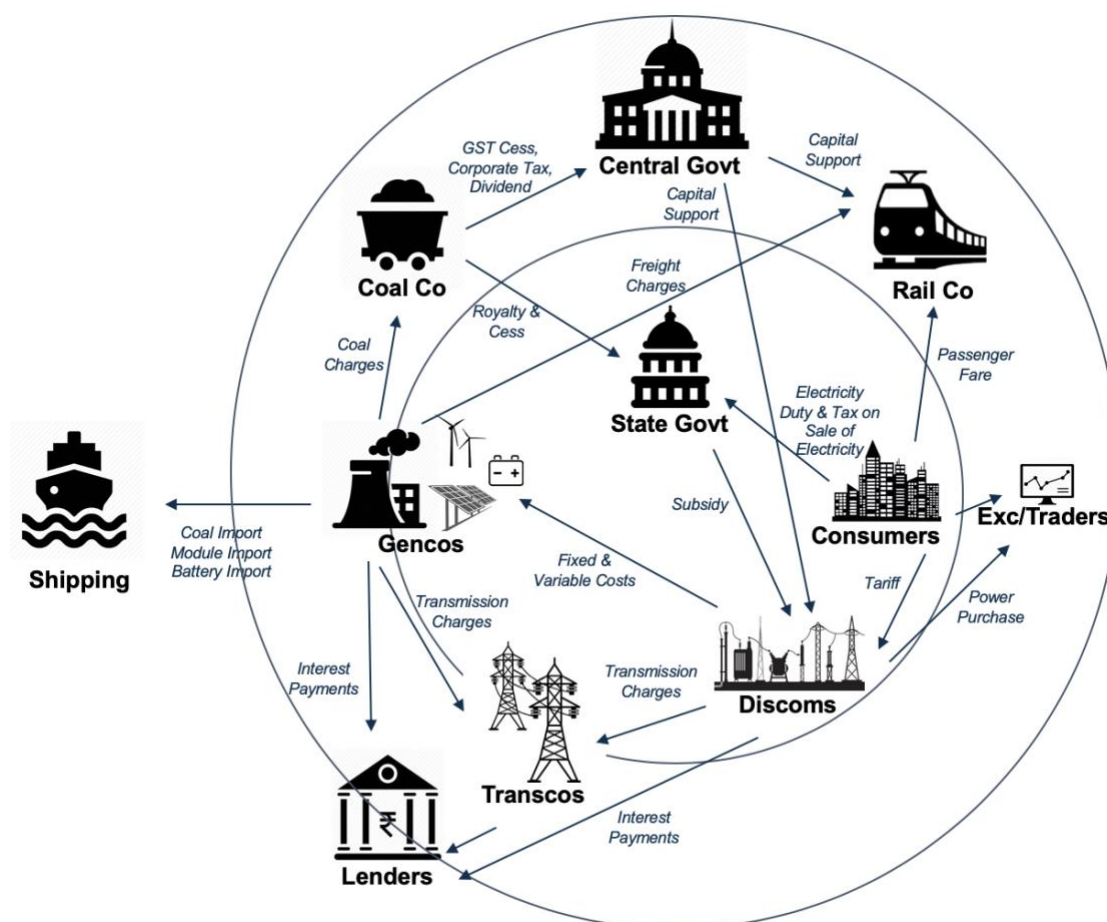 Central Govt
GST Cess,
Corporate Tax,
Dividend
Capital
Support
Capital
Support
Coal Co
Rail Co
Freight
Charges
Royalty &
Cess
Coal
Charges
Passenger
Fare
State Govt
Electricity
Duty & Tax on
Sale of
Electricity
Gencos
Consumers
Exc/Traders
Subsidy
Shipping
Coal Import
Module Import
Battery Import
Fixed &
Variable Costs
Tariff
Power
Purchase
Transmission
Charges
Interest
Payments
Transmission
Charges
Discoms
Transcos
Interest
Payments
₹
Lenders